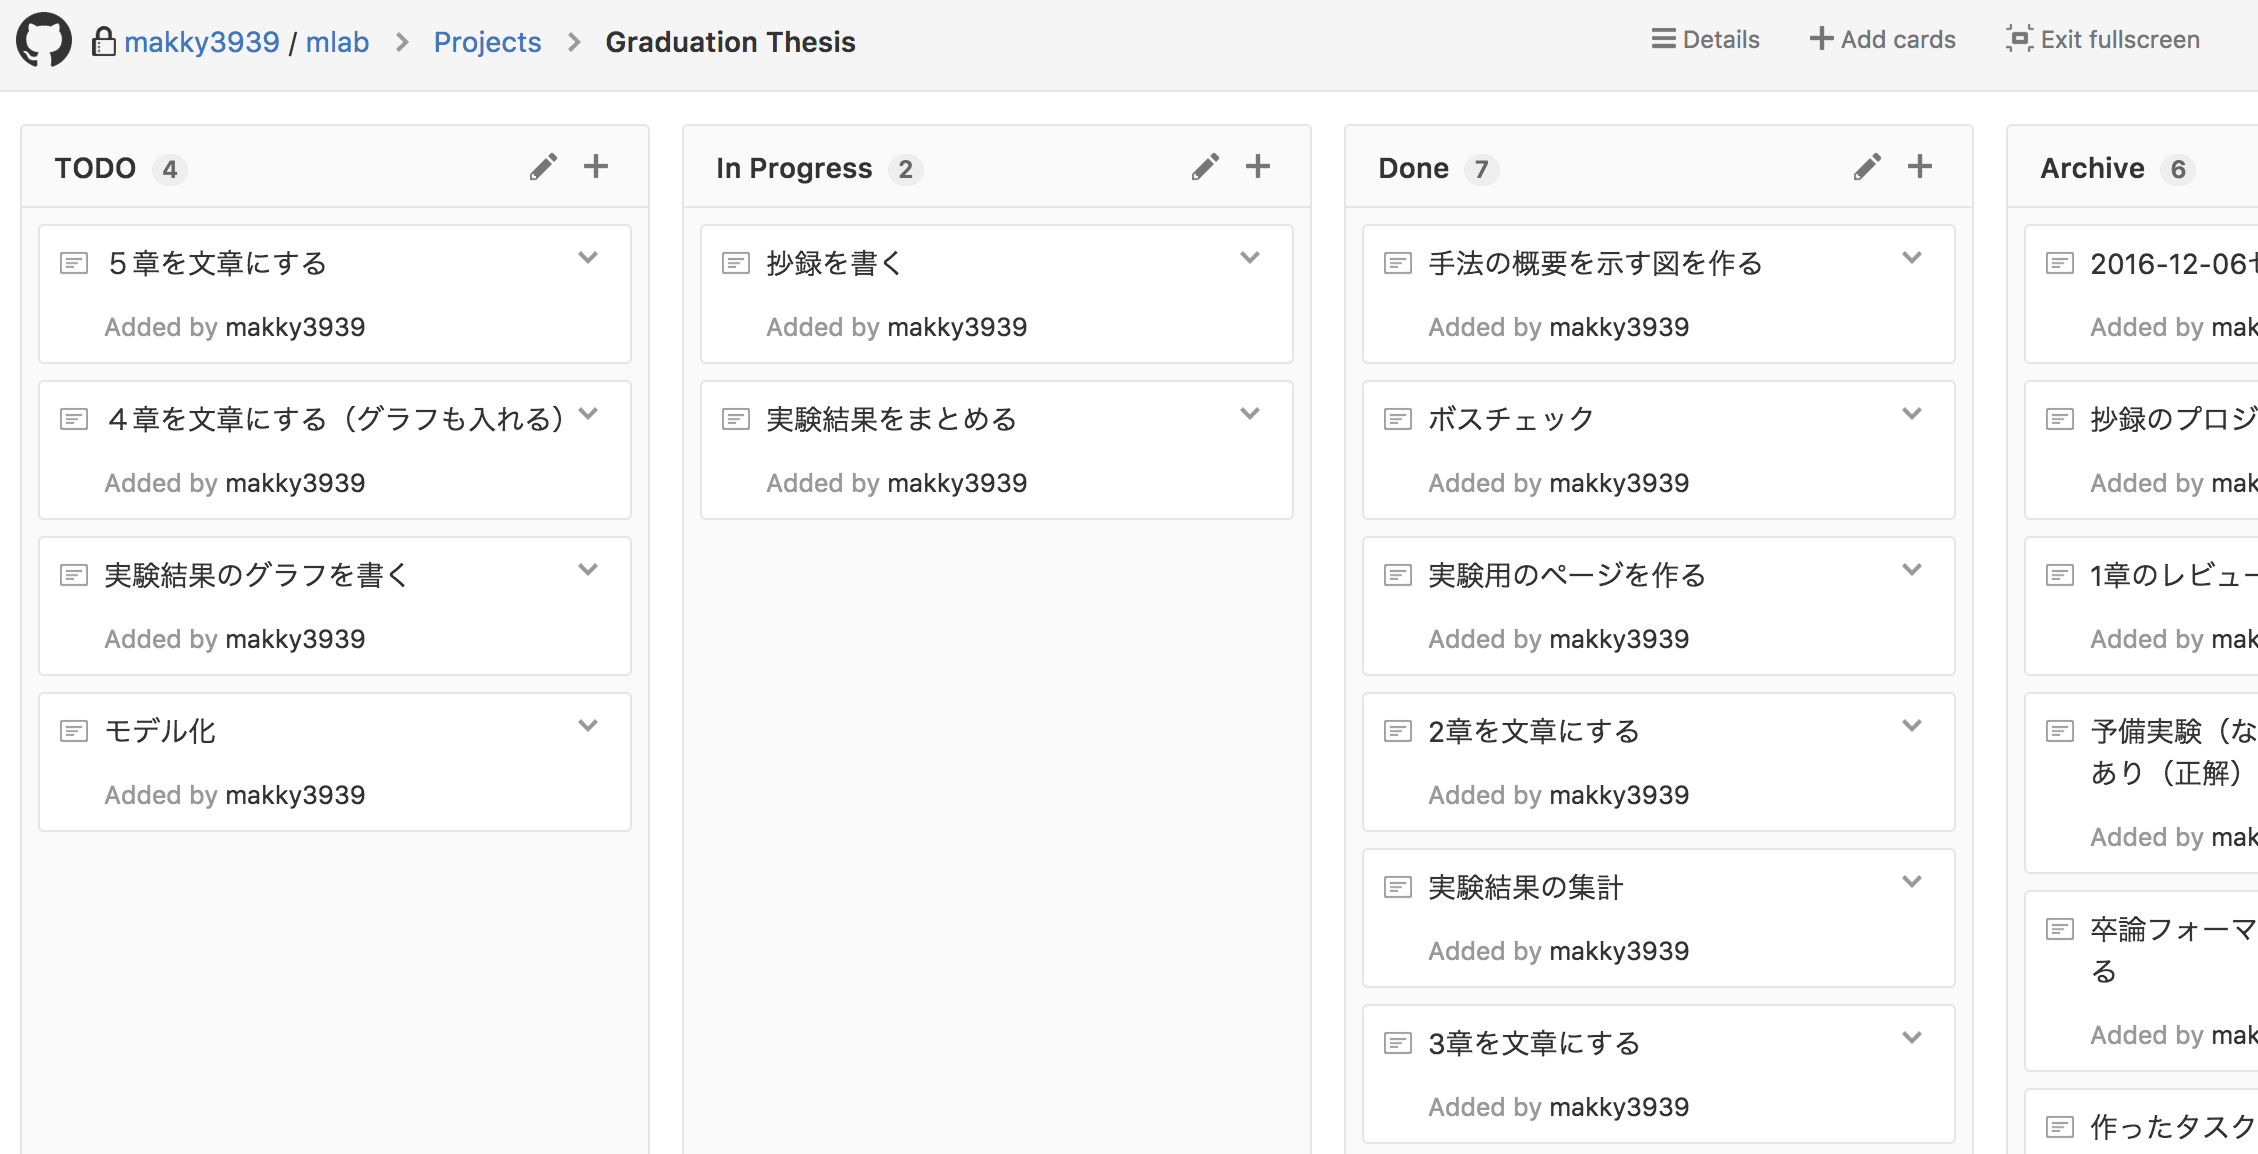 makky3939 / mlab > Projects > Graduation Thesis
Details
Add cards
Exit fullscreen
TODO 4
５章を文章にする
Added by makky3939
４章を文章にする（グラフも入れる）
Added by makky3939
実験結果のグラフを書く
Added by makky3939
モデル化
Added by makky3939
In Progress 2
抄録を書く
Added by makky3939
実験結果をまとめる
Added by makky3939
Done 7
手法の概要を示す図を作る
Added by makky3939
ボスチェック
Added by makky3939
実験用のページを作る
Added by makky3939
2章を文章にする
Added by makky3939
実験結果の集計
Added by makky3939
3章を文章にする
Added by makky3939
Archive 6
2016-12-06
Added by mak
抄録のプロジ
Added by mak
1章のレビュー
Added by mak
予備実験（な
あり（正解）
Added by mak
卒論フォーマ
る
Added by mak
作ったタスク